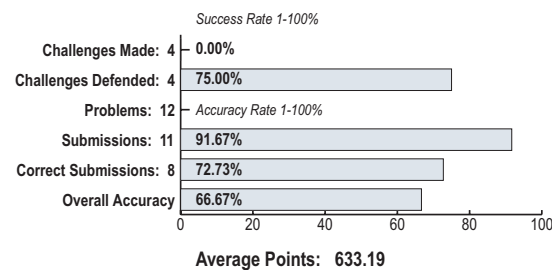 Success Rate 1-100%
Challenges Made: 4 0.00%
Challenges Defended: 4 75.00%
Problems: 12 Accuracy Rate 1-100%
Submissions: 11 91.67%
Correct Submissions: 8 72.73%
Overall Accuracy 66.67%
0 20 40 60 80 100
Average Points: 633.19